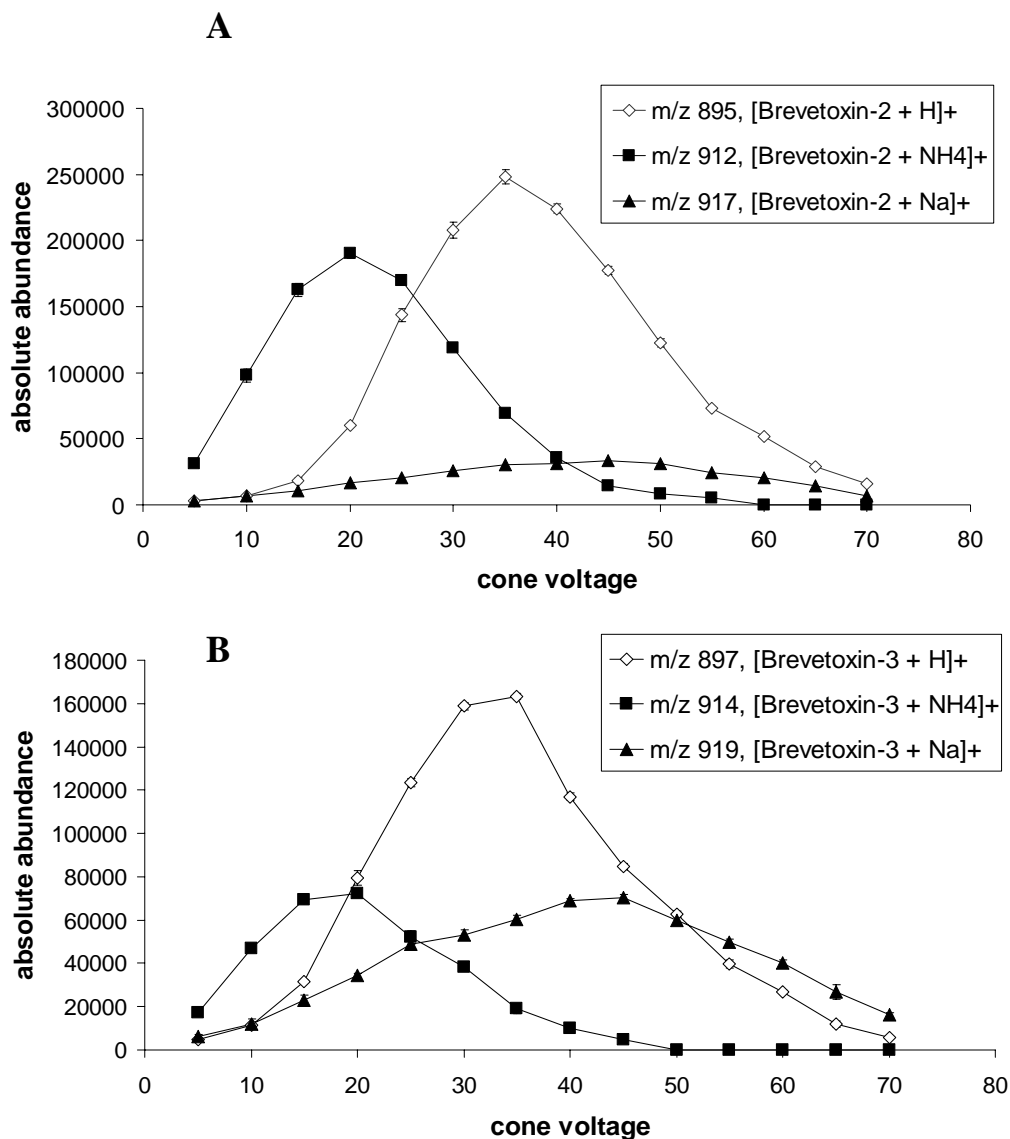 A
300000
250000
200000
150000
100000
50000
0
absolute abundance
0 10 20 30 40 50 60 70 80
cone voltage
m/z 895, [Brevetoxin-2 + H]+
m/z 912, [Brevetoxin-2 + NH4]+
m/z 917, [Brevetoxin-2 + Na]+
B
180000
160000
140000
120000
100000
80000
60000
40000
20000
0
absolute abundance
0 10 20 30 40 50 60 70 80
cone voltage
m/z 897, [Brevetoxin-3 + H]+
m/z 914, [Brevetoxin-3 + NH4]+
m/z 919, [Brevetoxin-3 + Na]+